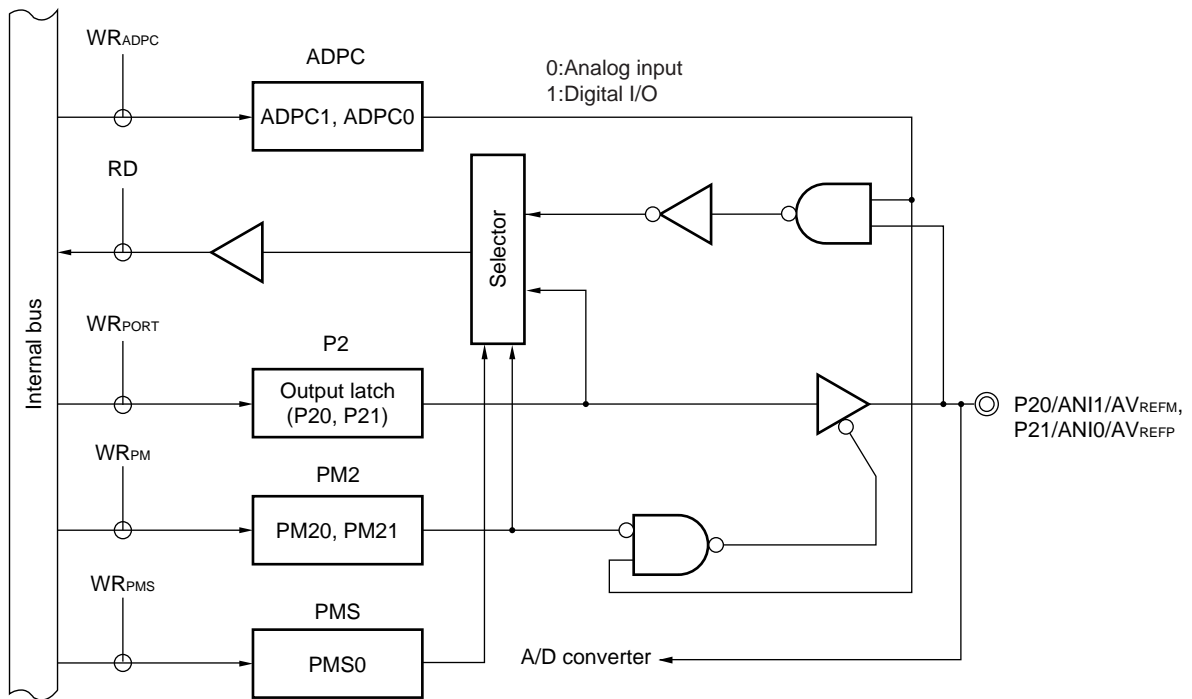 WRADPC
ADPC
0:Analog input
1:Digital I/O
ADPC1, ADPC0
RD
Selector
Internal bus
WRPORT
P2
Output latch
(P20, P21)
P20/ANI1/AVREFM,
P21/ANI0/AVREFP
WRPM
PM2
PM20, PM21
WRPMS
PMS
PMS0
A/D converter